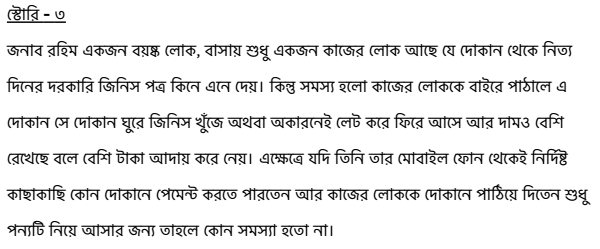 স্টোরি – ৩
জনাব রহিম একজন বয়ষ্ক লোক, বাসায় শুধু একজন কাজের লোক আছে যে দোকান থেকে নিত্য
দিনের দরকারি জিনিস পত্র কিনে এনে দেয়। কিন্তু সমস্য হলো কাজের লোককে বাইরে পাঠালে এ
দোকান সে দোকান ঘুরে জিনিস খুঁজে অথবা অকারনেই লেট করে ফিরে আসে আর দামও বেশি
রেখেছে বলে বেশি টাকা আদায় করে নেয়। এক্ষেত্রে যদি তিনি তার মোবাইল ফোন থেকেই নির্দিষ্ট
কাছাকাছি কোন দোকানে পেমেন্ট করতে পারতেন আর কাজের লোককে দোকানে পাঠিয়ে দিতেন শুধু
পন্যটি নিয়ে আসার জন্য তাহলে কোন সমস্যা হতো না।